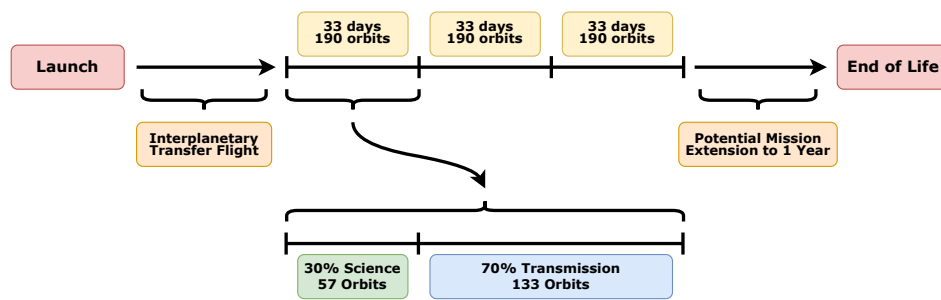 33 days
190 orbits
33 days
190 orbits
33 days
190 orbits
Launch
End of Life
Interplanetary
Transfer Flight
Potential Mission
Extension to 1 Year
30% Science
57 Orbits
70% Transmission
133 Orbits